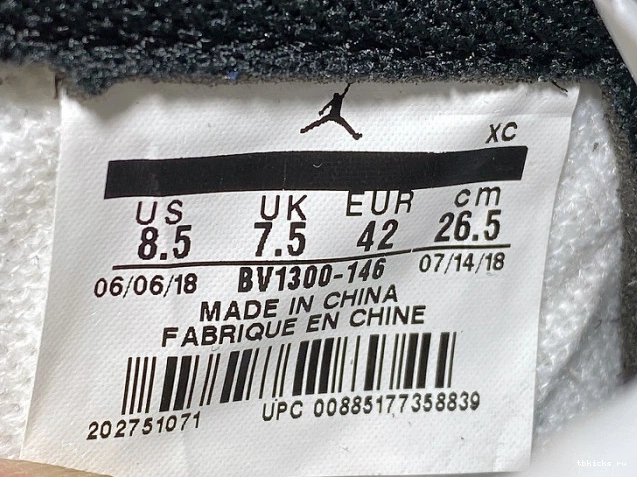 XC
US UK EUR cm
8.5 7.5 42 26.5
06/06/18 BV1300-146 07/14/18
MADE IN CHINA
FABRIQUE EN CHINE
202751071 UPC 00885177358839